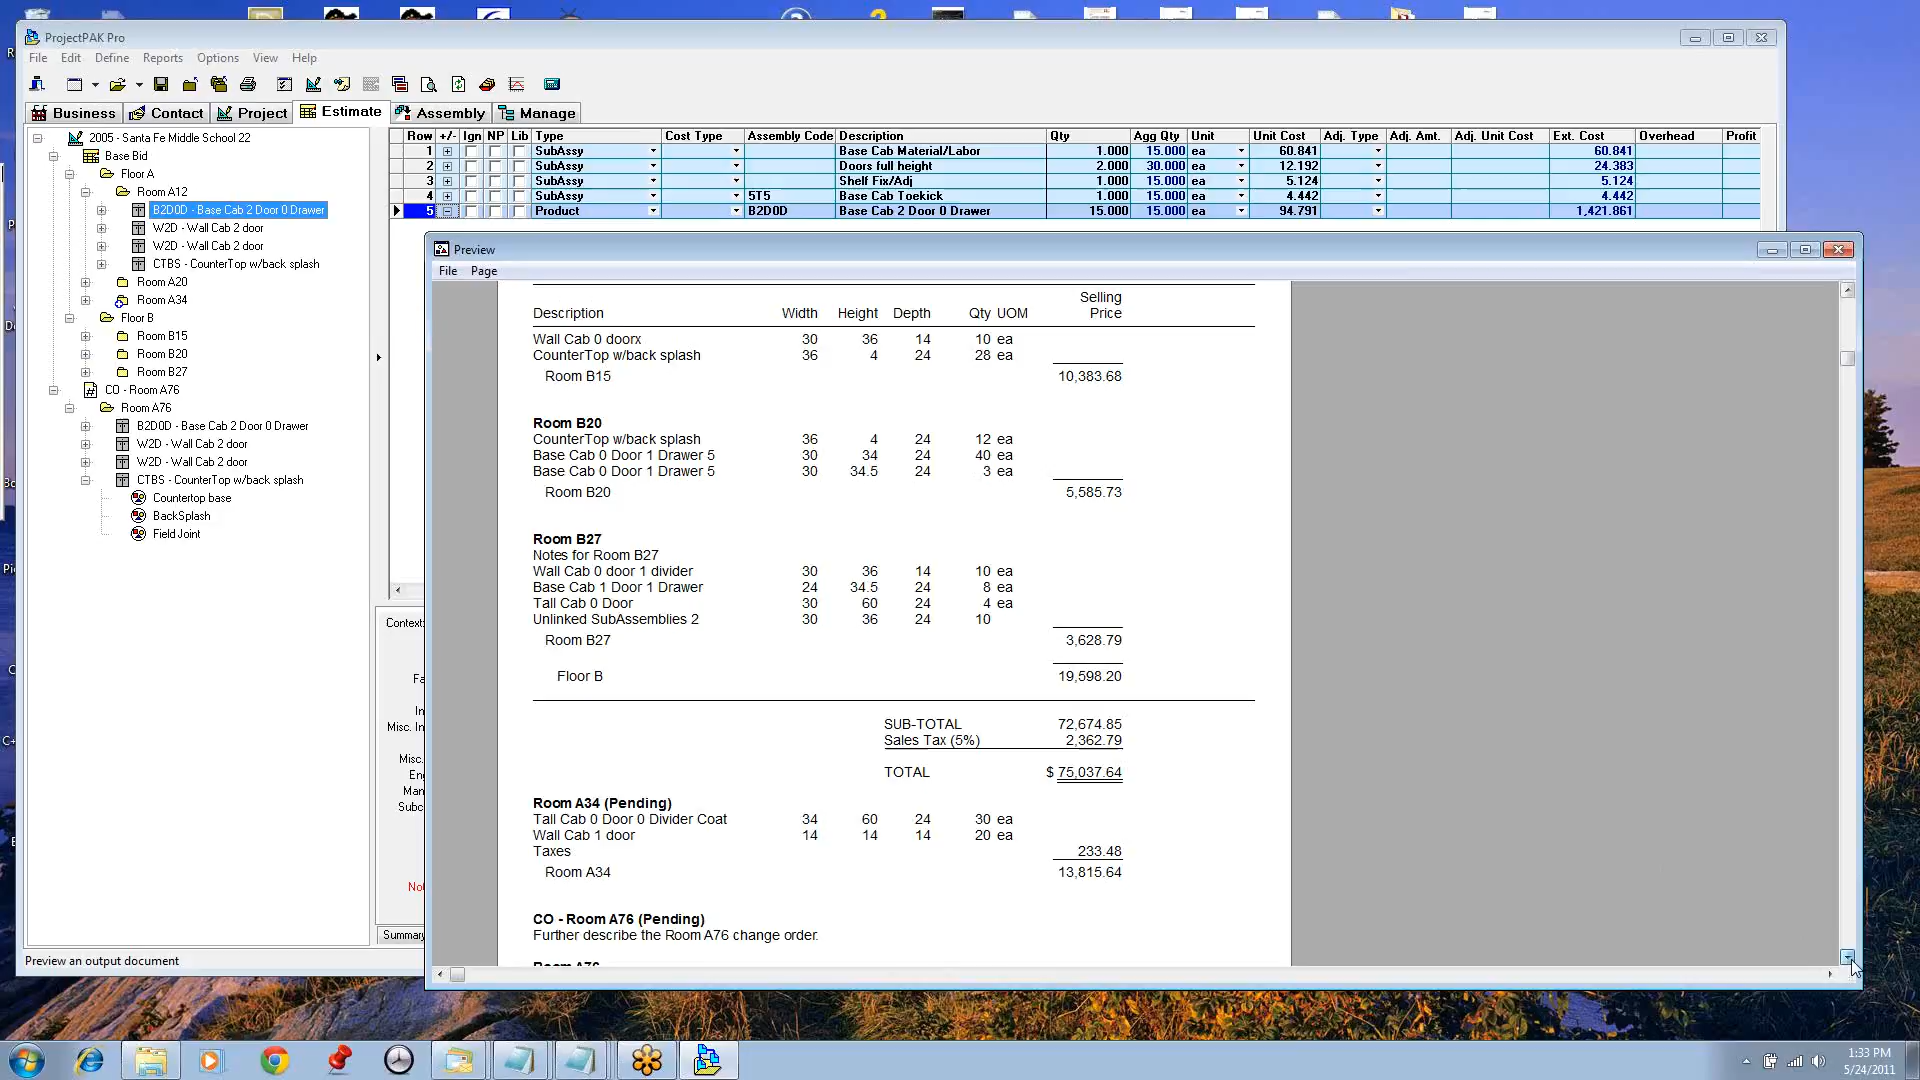 ProjectPAK Pro
File Edit Define Reports Options View Help
Business Contact Project Estimate Assembly Manage
2005 - Santa Fe Middle School 22
Base Bid
Floor A
Room A12
B2D0D - Base Cab 2 Door 0 Drawer
W2D - Wall Cab 2 door
W2D - Wall Cab 2 door
CTBS - CounterTop w/back splash
Room A20
Room A34
Floor B
Room B15
Room B20
Room B27
CO - Room A76
Room A76
B2D0D - Base Cab 2 Door 0 Drawer
W2D - Wall Cab 2 door
W2D - Wall Cab 2 door
CTBS - CounterTop w/back splash
Countertop base
BackSplash
Field Joint
Row +/- Ign NP Lib Type Cost Type Assembly Code Description Qty Agg Qty Unit Unit Cost Adj. Type Adj. Amt. Adj. Unit Cost Ext. Cost Overhead Profit
1 SubAssy Base Cab Material/Labor 1.000 15.000 ea 60.841 60.841
2 SubAssy Doors full height 2.000 30.000 ea 12.192 24.383
3 SubAssy Shelf Fix/Adj 1.000 15.000 ea 5.124 5.124
4 SubAssy 5T5 Base Cab Toekick 1.000 15.000 ea 4.442 4.442
5 Product B2D0D Base Cab 2 Door 0 Drawer 15.000 15.000 ea 94.791 1,421.861
Context:
Fa
In
Misc. In
Misc.
En
Man
Subc
No
Summary
Preview
File Page
Selling
Description Width Height Depth Qty UOM Price
Wall Cab 0 doorx 30 36 14 10 ea
CounterTop w/back splash 36 4 24 28 ea
Room B15 10,383.68
Room B20
CounterTop w/back splash 36 4 24 12 ea
Base Cab 0 Door 1 Drawer 5 30 34 24 40 ea
Base Cab 0 Door 1 Drawer 5 30 34.5 24 3 ea
Room B20 5,585.73
Room B27
Notes for Room B27
Wall Cab 0 door 1 divider 30 36 14 10 ea
Base Cab 1 Door 1 Drawer 24 34.5 24 8 ea
Tall Cab 0 Door 30 60 24 4 ea
Unlinked SubAssemblies 2 30 36 24 10
Room B27 3,628.79
Floor B 19,598.20
SUB-TOTAL 72,674.85
Sales Tax (5%) 2,362.79
TOTAL $ 75,037.64
Room A34 (Pending)
Tall Cab 0 Door 0 Divider Coat 34 60 24 30 ea
Wall Cab 1 door 14 14 14 20 ea
Taxes 233.48
Room A34 13,815.64
CO - Room A76 (Pending)
Further describe the Room A76 change order.
Room A76
Preview an output document
1:33 PM
5/24/2011